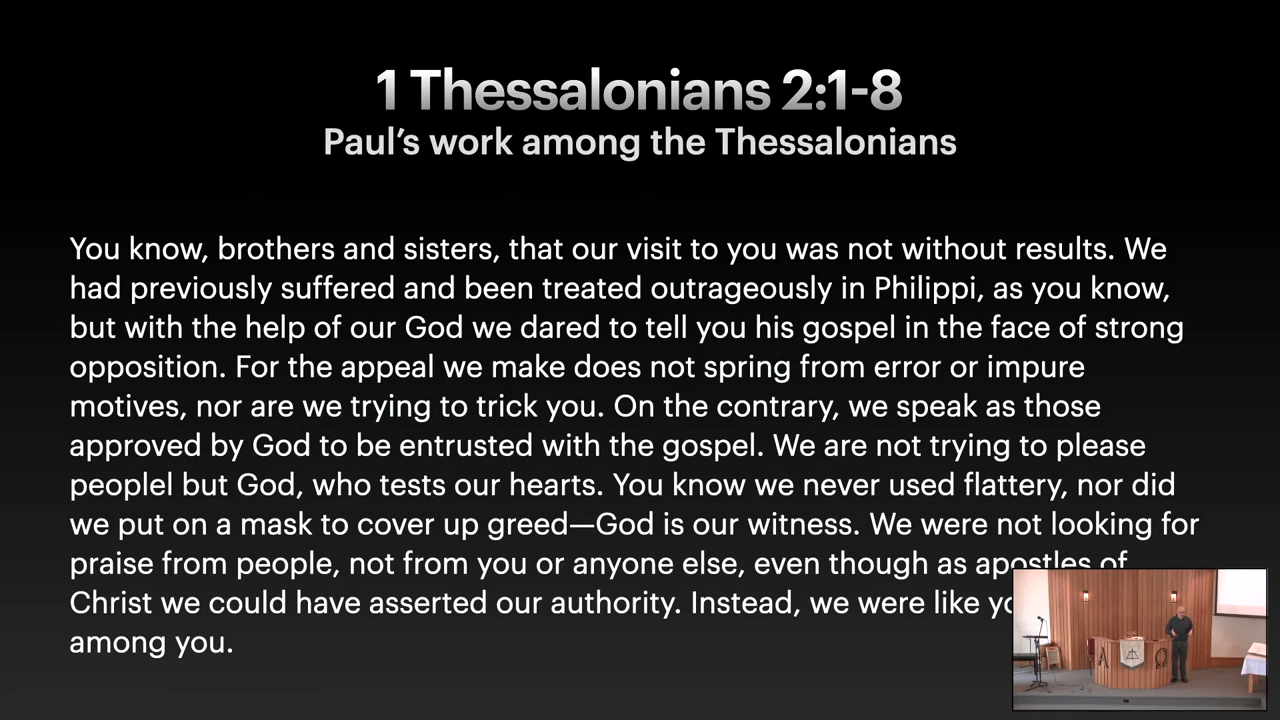 1 Thessalonians 2:1-8
Paul’s work among the Thessalonians
You know, brothers and sisters, that our visit to you was not without results. We
had previously suffered and been treated outrageously in Philippi, as you know,
but with the help of our God we dared to tell you his gospel in the face of strong
opposition. For the appeal we make does not spring from error or impure
motives, nor are we trying to trick you. On the contrary, we speak as those
approved by God to be entrusted with the gospel. We are not trying to please
peoplel but God, who tests our hearts. You know we never used flattery, nor did
we put on a mask to cover up greed—God is our witness. We were not looking for
praise from people, not from you or anyone else, even though as apostles of
Christ we could have asserted our authority. Instead, we were like
among you.
Α Ω